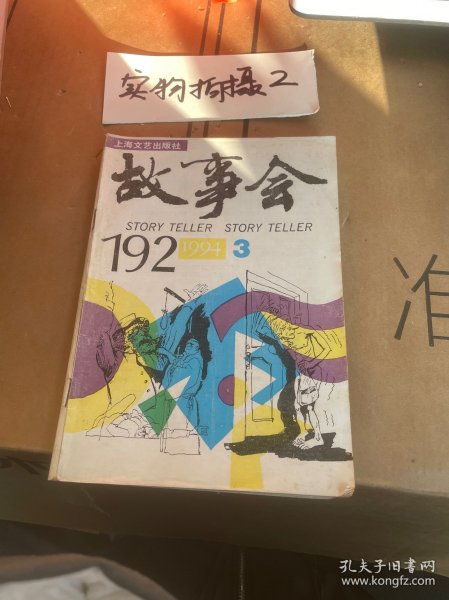 实物拍摄2
上海文艺出版社
故事会
STORY TELLER STORY TELLER
192 1994 3
准
孔夫子旧书网
www.kongfz.com